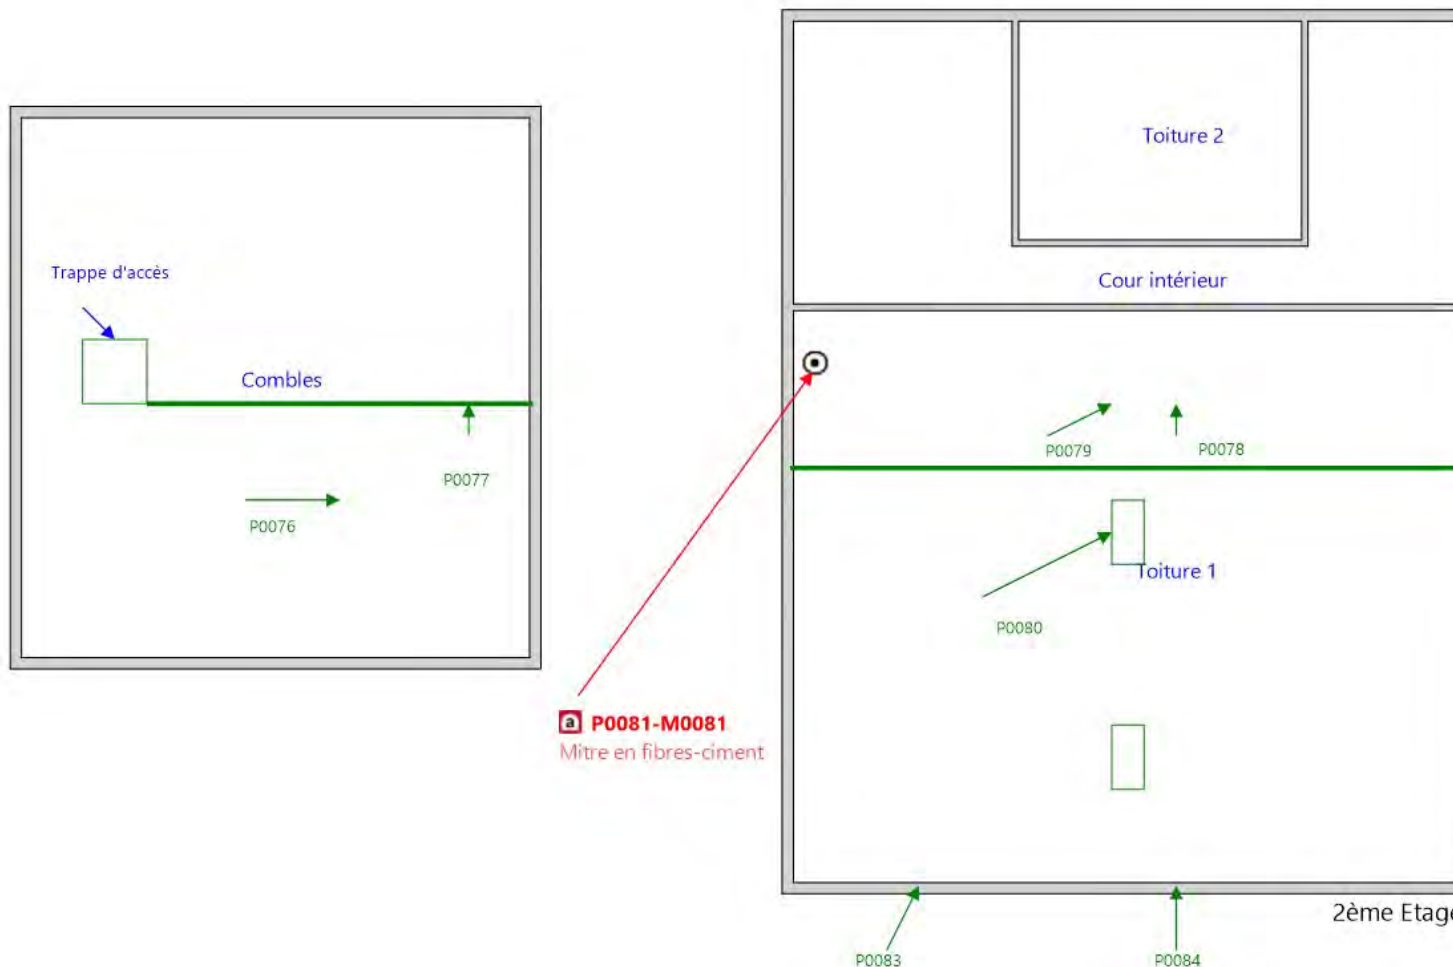 Toiture 2
Trappe d'accès
Cour intérieur
Combles
P0079
P0078
P0077
P0076
Toiture 1
P0080
a P0081-M0081
Mitre en fibres-ciment
2ème Etage
P0083
P0084